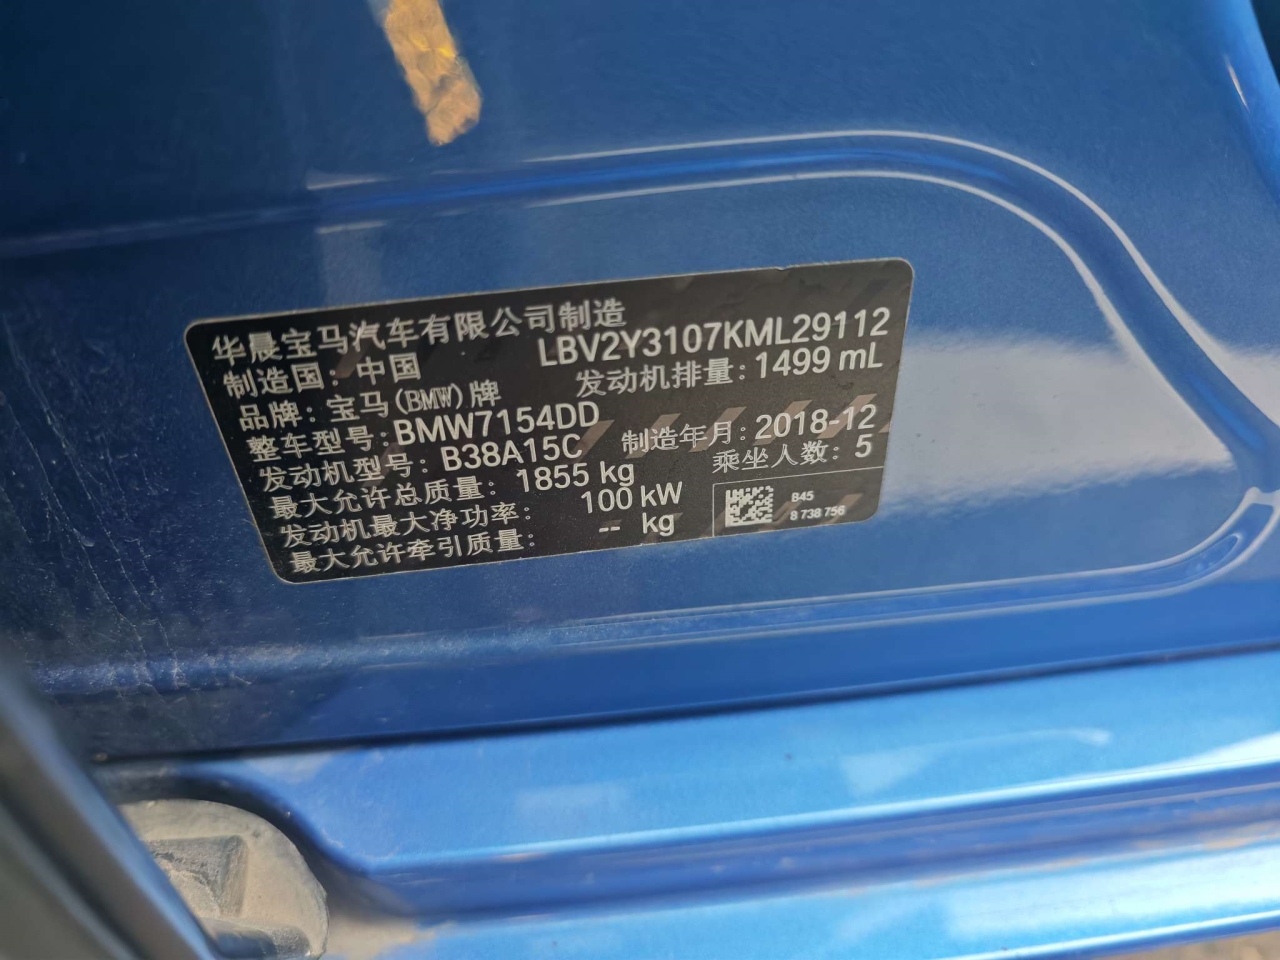 华晨宝马汽车有限公司制造
制造国：中国 LBV2Y3107KML29112
品牌：宝马(BMW)牌 发动机排量：1499 mL
整车型号：BMW7154DD
发动机型号：B38A15C 制造年月：2018-12
最大允许总质量：1855 kg 乘坐人数：5
发动机最大净功率：100 kW
最大允许牵引质量：-- kg
B45
8 738 756